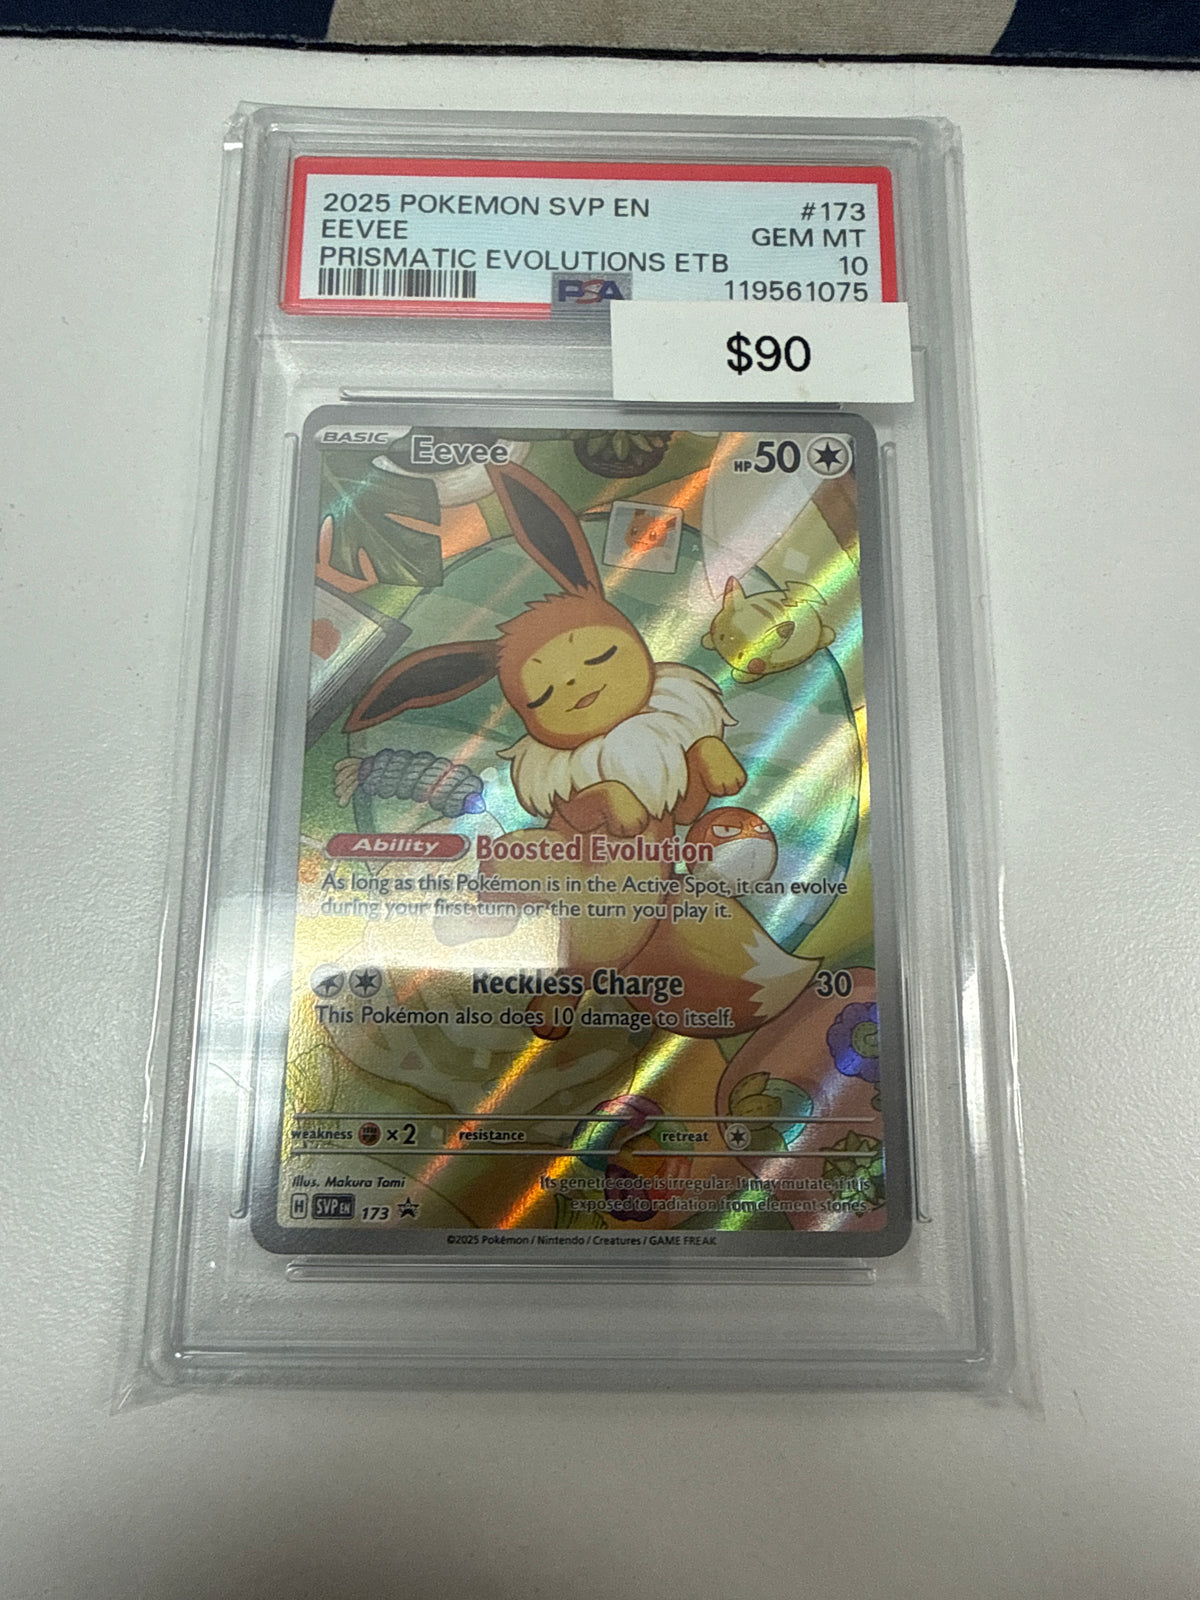 2025 POKEMON SVP EN #173
EEVEE GEM MT
PRISMATIC EVOLUTIONS ETB 10
PSA 119561075
$90
BASIC Eevee HP 50
Ability Boosted Evolution
As long as this Pokémon is in the Active Spot, it can evolve
during your first turn or the turn you play it.
Reckless Charge 30
This Pokémon also does 10 damage to itself.
weakness ×2 resistance retreat
Illus. Makura Tami
Its genetic code is irregular. It may mutate if it is
exposed to radiation from element stones.
H SVP EN 173
©2025 Pokémon / Nintendo / Creatures / GAME FREAK